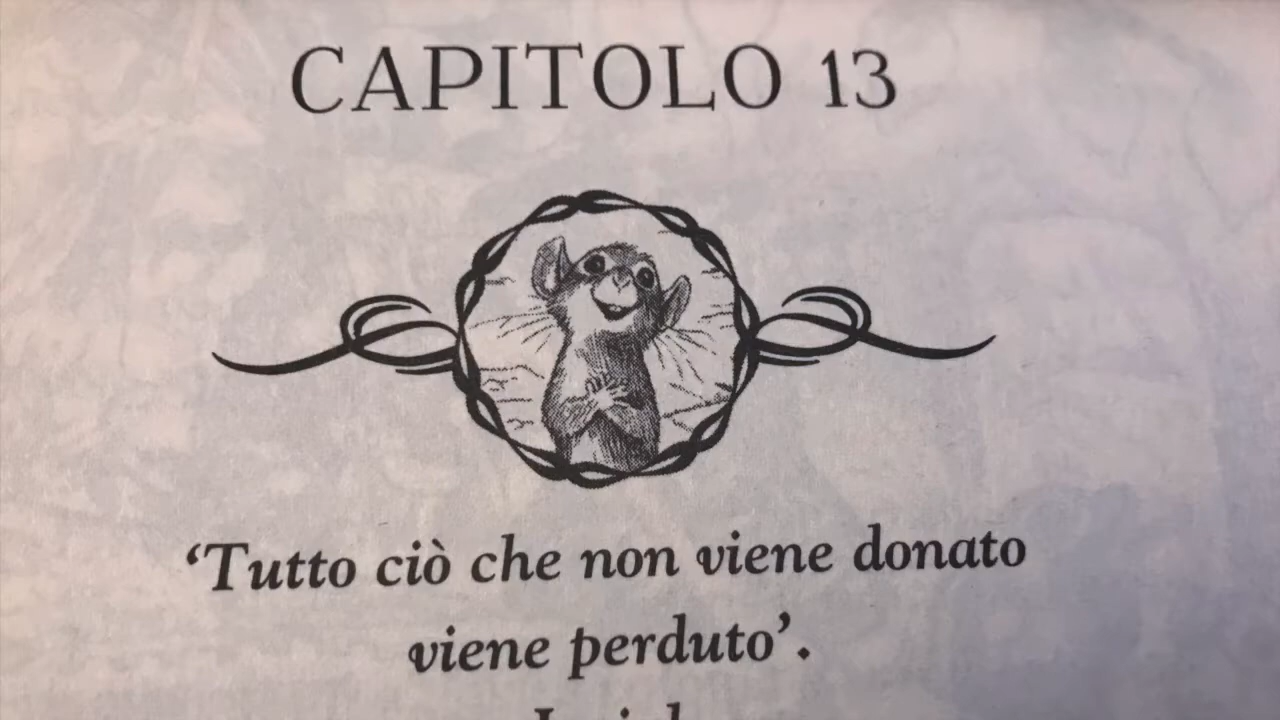 CAPITOLO 13
‘Tutto ciò che non viene donato
viene perduto’.